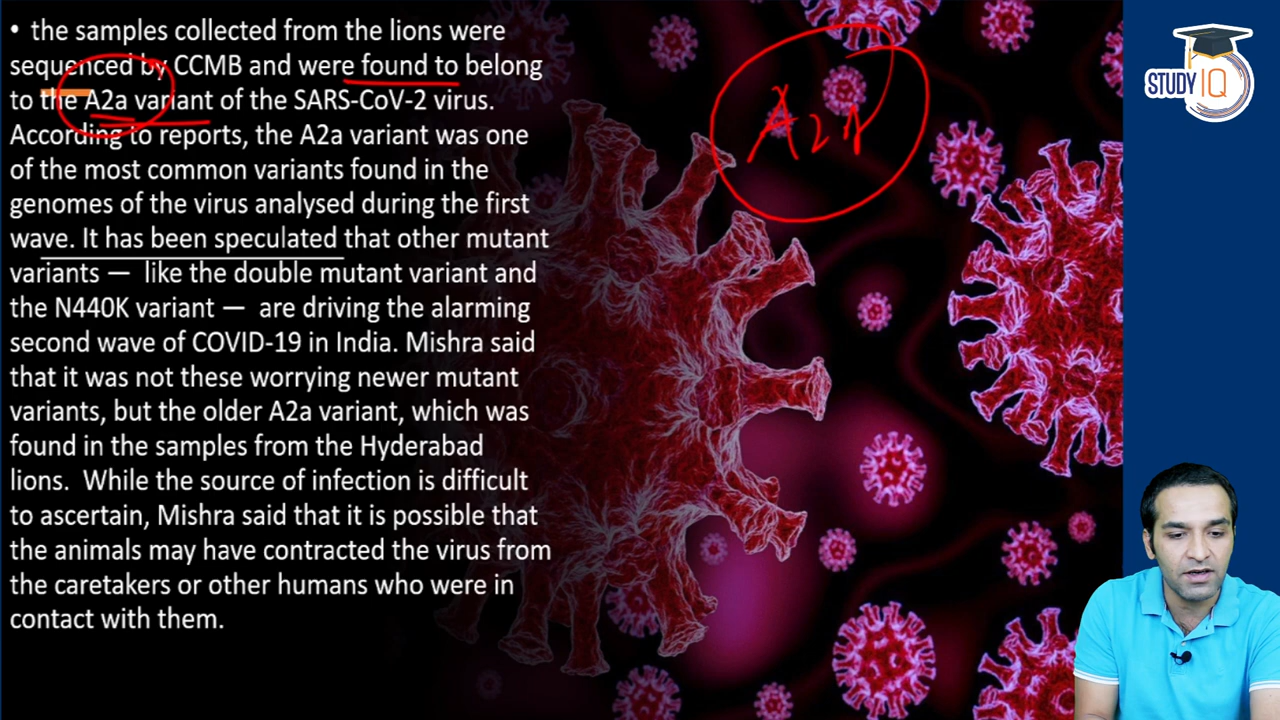 • the samples collected from the lions were
sequenced by CCMB and were found to belong
to the A2a variant of the SARS-CoV-2 virus.
According to reports, the A2a variant was one
of the most common variants found in the
genomes of the virus analysed during the first
wave. It has been speculated that other mutant
variants — like the double mutant variant and
the N440K variant — are driving the alarming
second wave of COVID-19 in India. Mishra said
that it was not these worrying newer mutant
variants, but the older A2a variant, which was
found in the samples from the Hyderabad
lions. While the source of infection is difficult
to ascertain, Mishra said that it is possible that
the animals may have contracted the virus from
the caretakers or other humans who were in
contact with them.
STUDY IQ